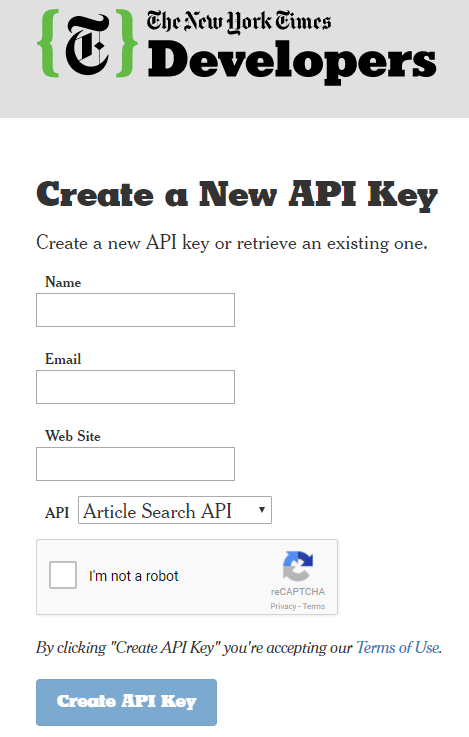 {T} The New York Times
Developers
Create a New API Key
Create a new API key or retrieve an existing one.
Name
Email
Web Site
API Article Search API
I'm not a robot
reCAPTCHA
Privacy - Terms
By clicking "Create API Key" you're accepting our Terms of Use.
Create API Key